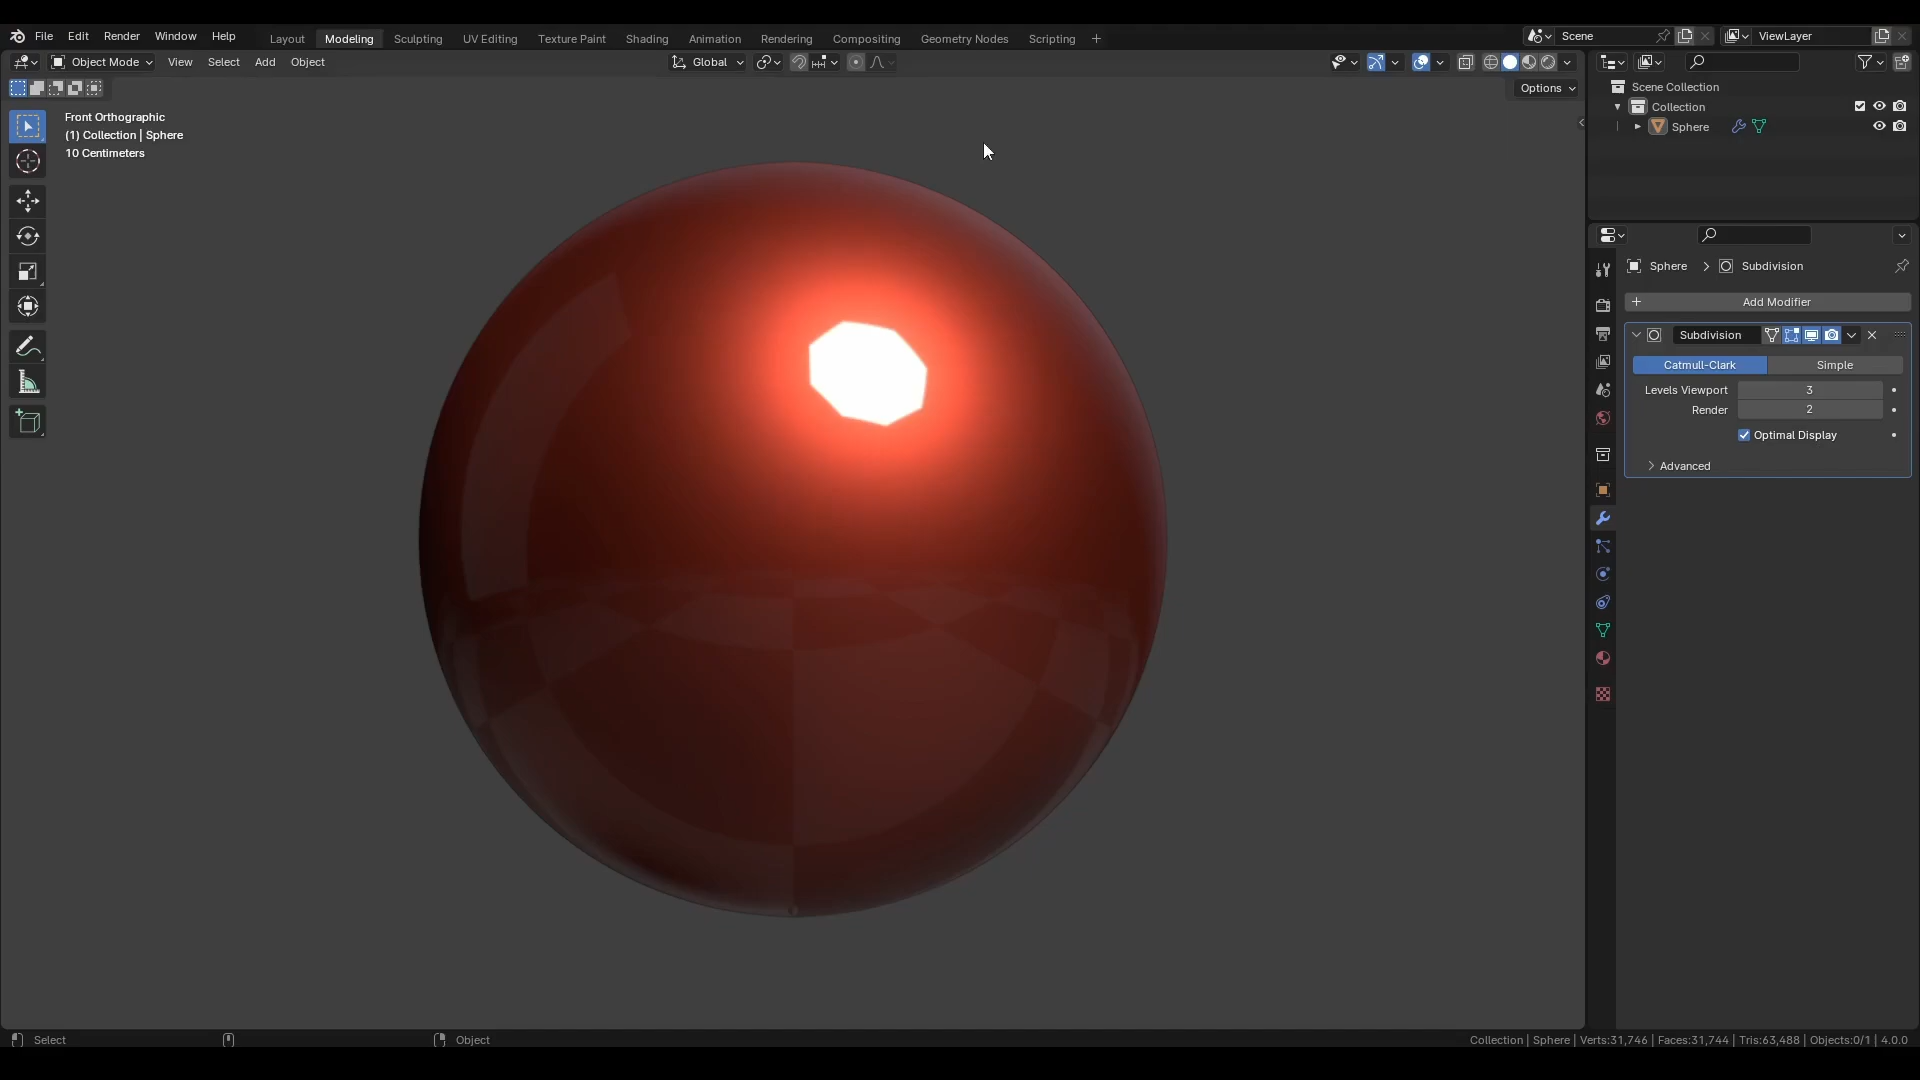 File Edit Render Window Help Layout Modeling Sculpting UV Editing Texture Paint Shading Animation Rendering Compositing Geometry Nodes Scripting + Scene ViewLayer
Object Mode View Select Add Object Global
Options
Front Orthographic
(1) Collection | Sphere
10 Centimeters
Scene Collection
Collection
Sphere
Sphere > Subdivision
+ Add Modifier
Subdivision
Catmull-Clark Simple
Levels Viewport 3
Render 2
Optimal Display
Advanced
Select Object Collection | Sphere | Verts:31,746 | Faces:31,744 | Tris:63,488 | Objects:0/1 | 4.0.0